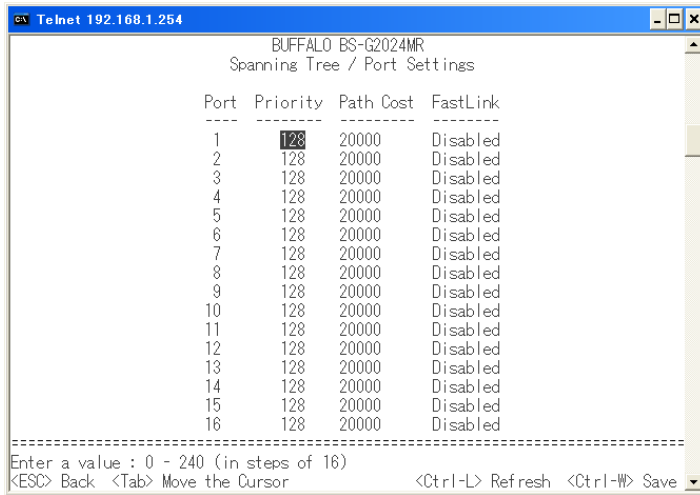 Telnet 192.168.1.254
BUFFALO BS-G2024MR
Spanning Tree / Port Settings
Port Priority Path Cost FastLink
---- -------- --------- --------
1 128 20000 Disabled
2 128 20000 Disabled
3 128 20000 Disabled
4 128 20000 Disabled
5 128 20000 Disabled
6 128 20000 Disabled
7 128 20000 Disabled
8 128 20000 Disabled
9 128 20000 Disabled
10 128 20000 Disabled
11 128 20000 Disabled
12 128 20000 Disabled
13 128 20000 Disabled
14 128 20000 Disabled
15 128 20000 Disabled
16 128 20000 Disabled
================================================================================
Enter a value : 0 - 240 (in steps of 16)
<ESC> Back <Tab> Move the Cursor <Ctrl-L> Refresh <Ctrl-W> Save